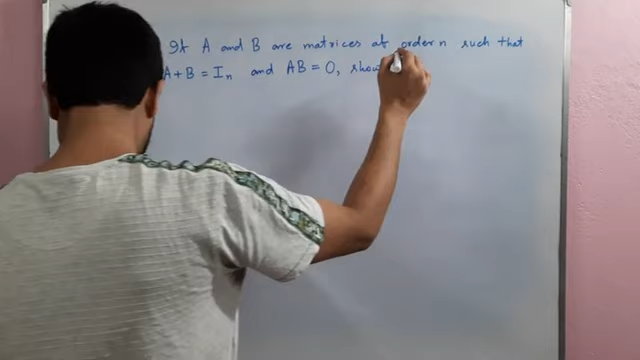 If A and B are matrices of order n such that
A + B = Iₙ and AB = 0, show